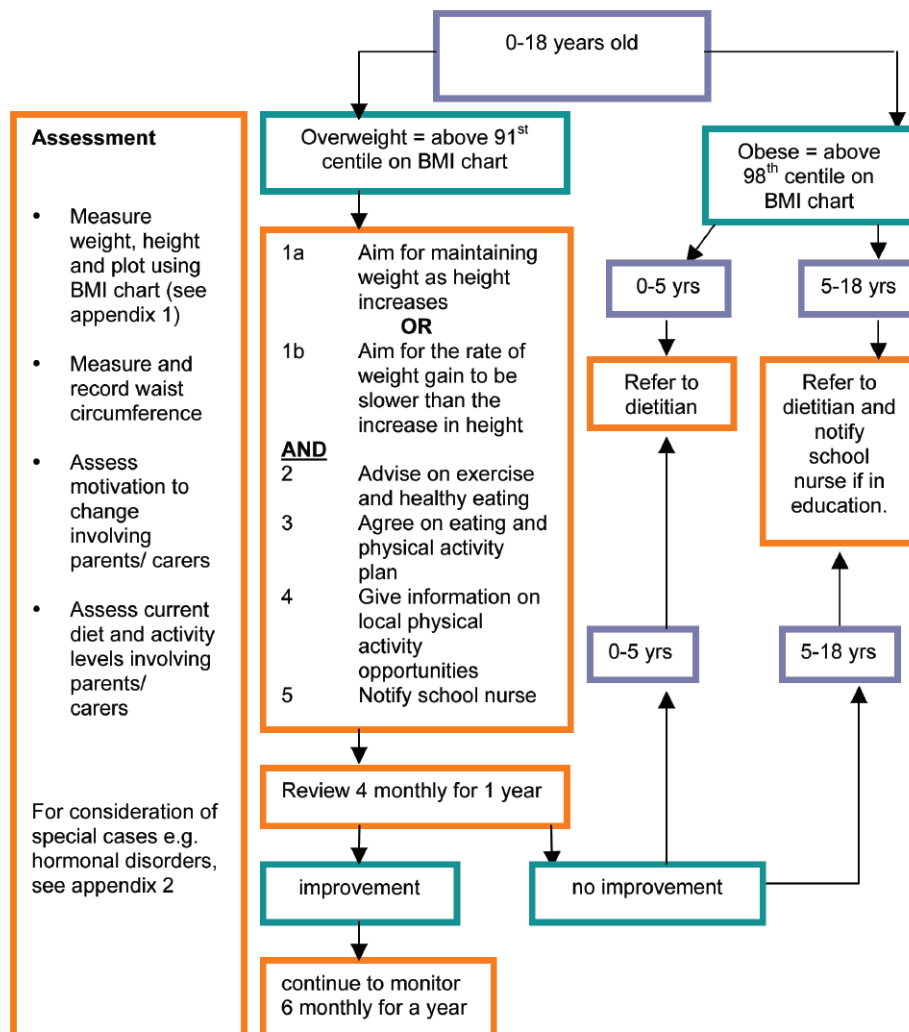 0-18 years old
Assessment
• Measure
weight, height
and plot using
BMI chart (see
appendix 1)
• Measure and
record waist
circumference
• Assess
motivation to
change
involving
parents/ carers
• Assess current
diet and activity
levels involving
parents/
carers
For consideration of
special cases e.g.
hormonal disorders,
see appendix 2
Overweight = above 91st
centile on BMI chart
Obese = above
98th centile on
BMI chart
1a Aim for maintaining
weight as height
increases
OR
1b Aim for the rate of
weight gain to be
slower than the
increase in height
AND
2 Advise on exercise
and healthy eating
3 Agree on eating and
physical activity
plan
4 Give information on
local physical
activity
opportunities
5 Notify school nurse
0-5 yrs
5-18 yrs
Refer to
dietitian
Refer to
dietitian and
notify
school
nurse if in
education.
0-5 yrs
5-18 yrs
Review 4 monthly for 1 year
improvement
no improvement
continue to monitor
6 monthly for a year